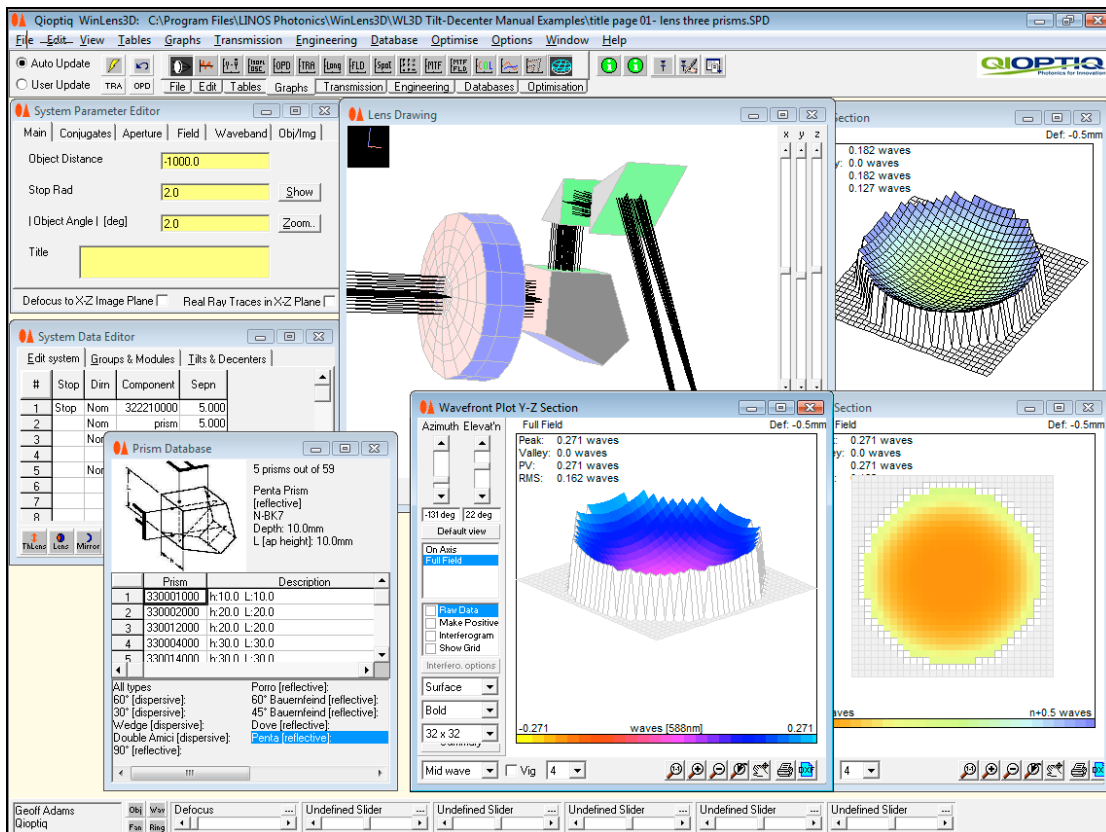 Qioptiq WinLens3D: C:\Program Files\LINOS Photonics\WinLens3D\WL3D Tilt-Decenter Manual Examples\title page 01- lens three prisms.SPD
File Edit View Tables Graphs Transmission Engineering Database Optimise Options Window Help
Auto Update
User Update
TRA OPD
File Edit Tables Graphs Transmission Engineering Databases Optimisation
QIOPTIQ
Photonics for Innovation
System Parameter Editor
Main Conjugates Aperture Field Waveband Obj/Img
Object Distance -1000.0
Stop Rad 2.0 Show
| Object Angle | [deg] 2.0 Zoom..
Title
Defocus to X-Z Image Plane Real Ray Traces in X-Z Plane
System Data Editor
Edit system Groups & Modules Tilts & Decenters
# Stop Dirn Component Sepn
1 Stop Nom 322210000 5.000
2 Nom prism 5.000
3
4
5
6
7
8
ThLens Lens Mirror
Lens Drawing
x y z
Section
Def: -0.5mm
0.182 waves
0.0 waves
0.182 waves
0.127 waves
Prism Database
5 prisms out of 59
Penta Prism
[reflective]
N-BK7
Depth: 10.0mm
L [ap height]: 10.0mm
Prism Description
1 330001000 h:10.0 L:10.0
2 330002000 h:20.0 L:20.0
3 330012000 h:20.0 L:20.0
4 330004000 h:30.0 L:30.0
5 330014000 h:30.0 L:30.0
All types
60° [dispersive]:
30° [dispersive]:
Wedge [dispersive]:
Double Amici [dispersive]:
90° [reflective]:
Porro [reflective]:
60° Bauernfeind [reflective]:
45° Bauernfeind [reflective]:
Dove [reflective]:
Penta [reflective]:
Wavefront Plot Y-Z Section
Azimuth Elevat'n
Full Field
Def: -0.5mm
Peak: 0.271 waves
Valley: 0.0 waves
PV: 0.271 waves
RMS: 0.162 waves
-131 deg 22 deg
Default view
On Axis
Full Field
Raw Data
Make Positive
Interferogram
Show Grid
Interfero. options
Surface
Bold
32 x 32
Mid wave Vig 4
-0.271 waves [588nm] 0.271
Section
Def: -0.5mm
0.271 waves
0.0 waves
0.271 waves
n+0.5 waves
4
Geoff Adams
Qioptiq
Obj Wav
Fan Ring
Defocus ... Undefined Slider ... Undefined Slider ... Undefined Slider ... Undefined Slider ... Undefined Slider ...